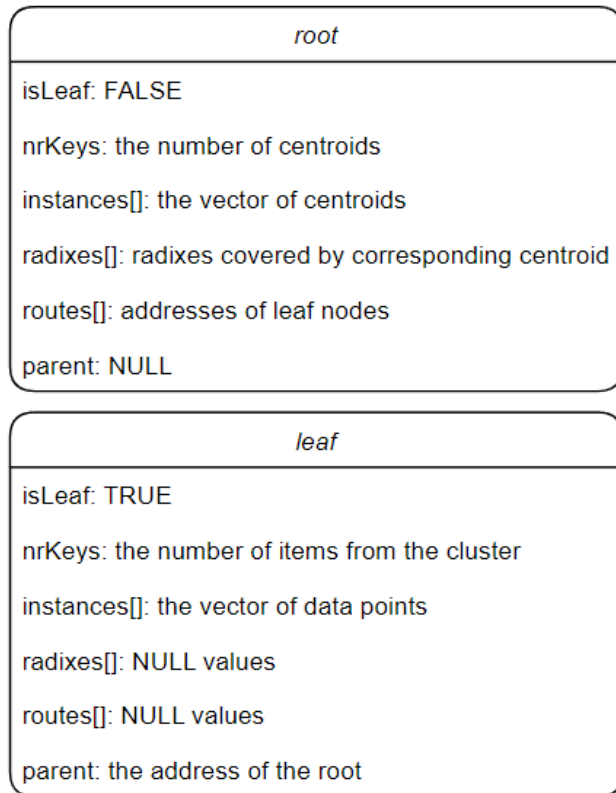 root
isLeaf: FALSE
nrKeys: the number of centroids
instances[]: the vector of centroids
radixes[]: radixes covered by corresponding centroid
routes[]: addresses of leaf nodes
parent: NULL
leaf
isLeaf: TRUE
nrKeys: the number of items from the cluster
instances[]: the vector of data points
radixes[]: NULL values
routes[]: NULL values
parent: the address of the root